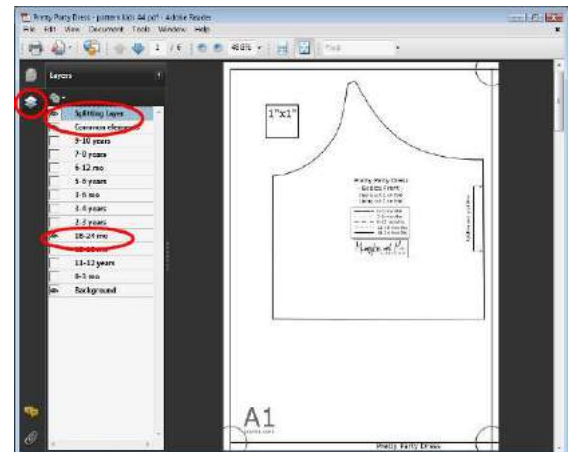 Pretty Party Dress - pattern kids A4.pdf - Adobe Reader
File Edit View Document Tools Window Help
1 / 6
48.8%
Find
Layers
Splitting Layer
Common elements
9-10 years
7-8 years
6-12 mo
5-6 years
3-6 mo
3-4 years
2-3 years
18-24 mo
11-12 years
0-3 mo
Background
1"x1"
Pretty Party Dress
Bodice Front
A1
Pretty Party Dress